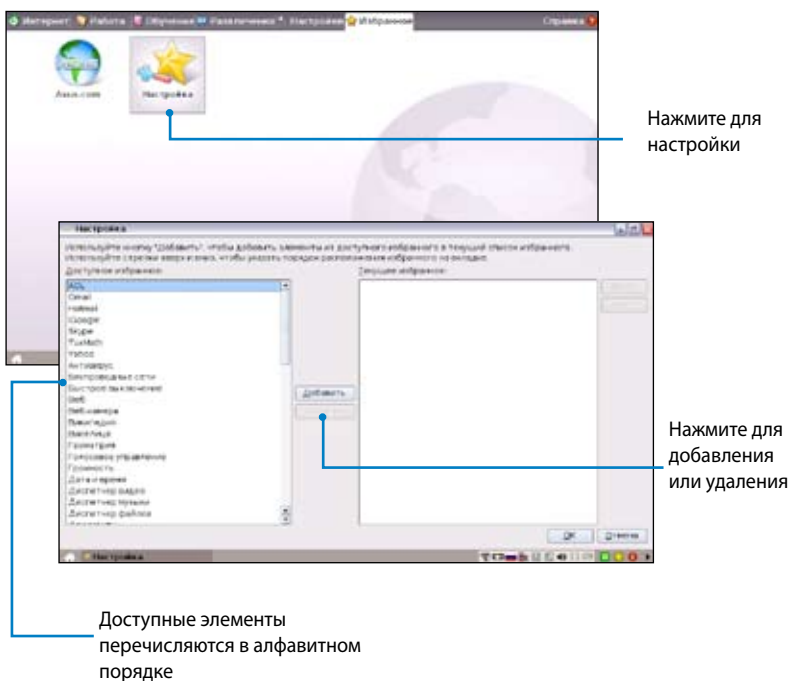 Интернет Работа Обучение Развлечения Настройки Избранное Справка
Asus.com Настройка
Нажмите для
настройки
Настройка
Используйте кнопку "Добавить", чтобы добавить элементы из доступного избранного в текущий список избранного.
Используйте стрелки вверх и вниз, чтобы указать порядок расположения избранного на вкладке.
Доступное избранное: Текущее избранное:
AOL
Gmail
Hotmail
iGoogle
Skype
TuxMath
Yahoo
Антивирус
Беспроводные сети
Быстрое выключение
Веб
Веб-камера
Википедия
Виселица
Геометрия
Голосовое управление
Громкость
Дата и время
Диспетчер видео
Диспетчер музыки
Диспетчер файлов
Добавить
Нажмите для
добавления
или удаления
OK Отмена
Настройка
Доступные элементы
перечисляются в алфавитном
порядке